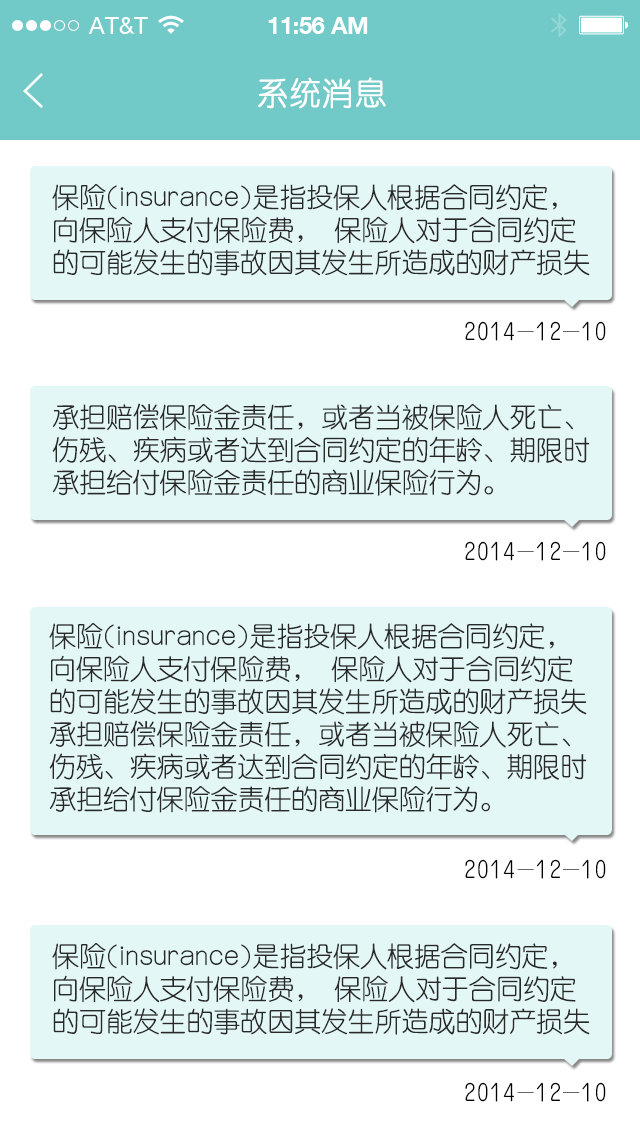 AT&T 11:56 AM
系统消息
保险(insurance)是指投保人根据合同约定，
向保险人支付保险费， 保险人对于合同约定
的可能发生的事故因其发生所造成的财产损失
2014-12-10
承担赔偿保险金责任，或者当被保险人死亡、
伤残、疾病或者达到合同约定的年龄、期限时
承担给付保险金责任的商业保险行为。
2014-12-10
保险(insurance)是指投保人根据合同约定，
向保险人支付保险费， 保险人对于合同约定
的可能发生的事故因其发生所造成的财产损失
承担赔偿保险金责任，或者当被保险人死亡、
伤残、疾病或者达到合同约定的年龄、期限时
承担给付保险金责任的商业保险行为。
2014-12-10
保险(insurance)是指投保人根据合同约定，
向保险人支付保险费， 保险人对于合同约定
的可能发生的事故因其发生所造成的财产损失
2014-12-10